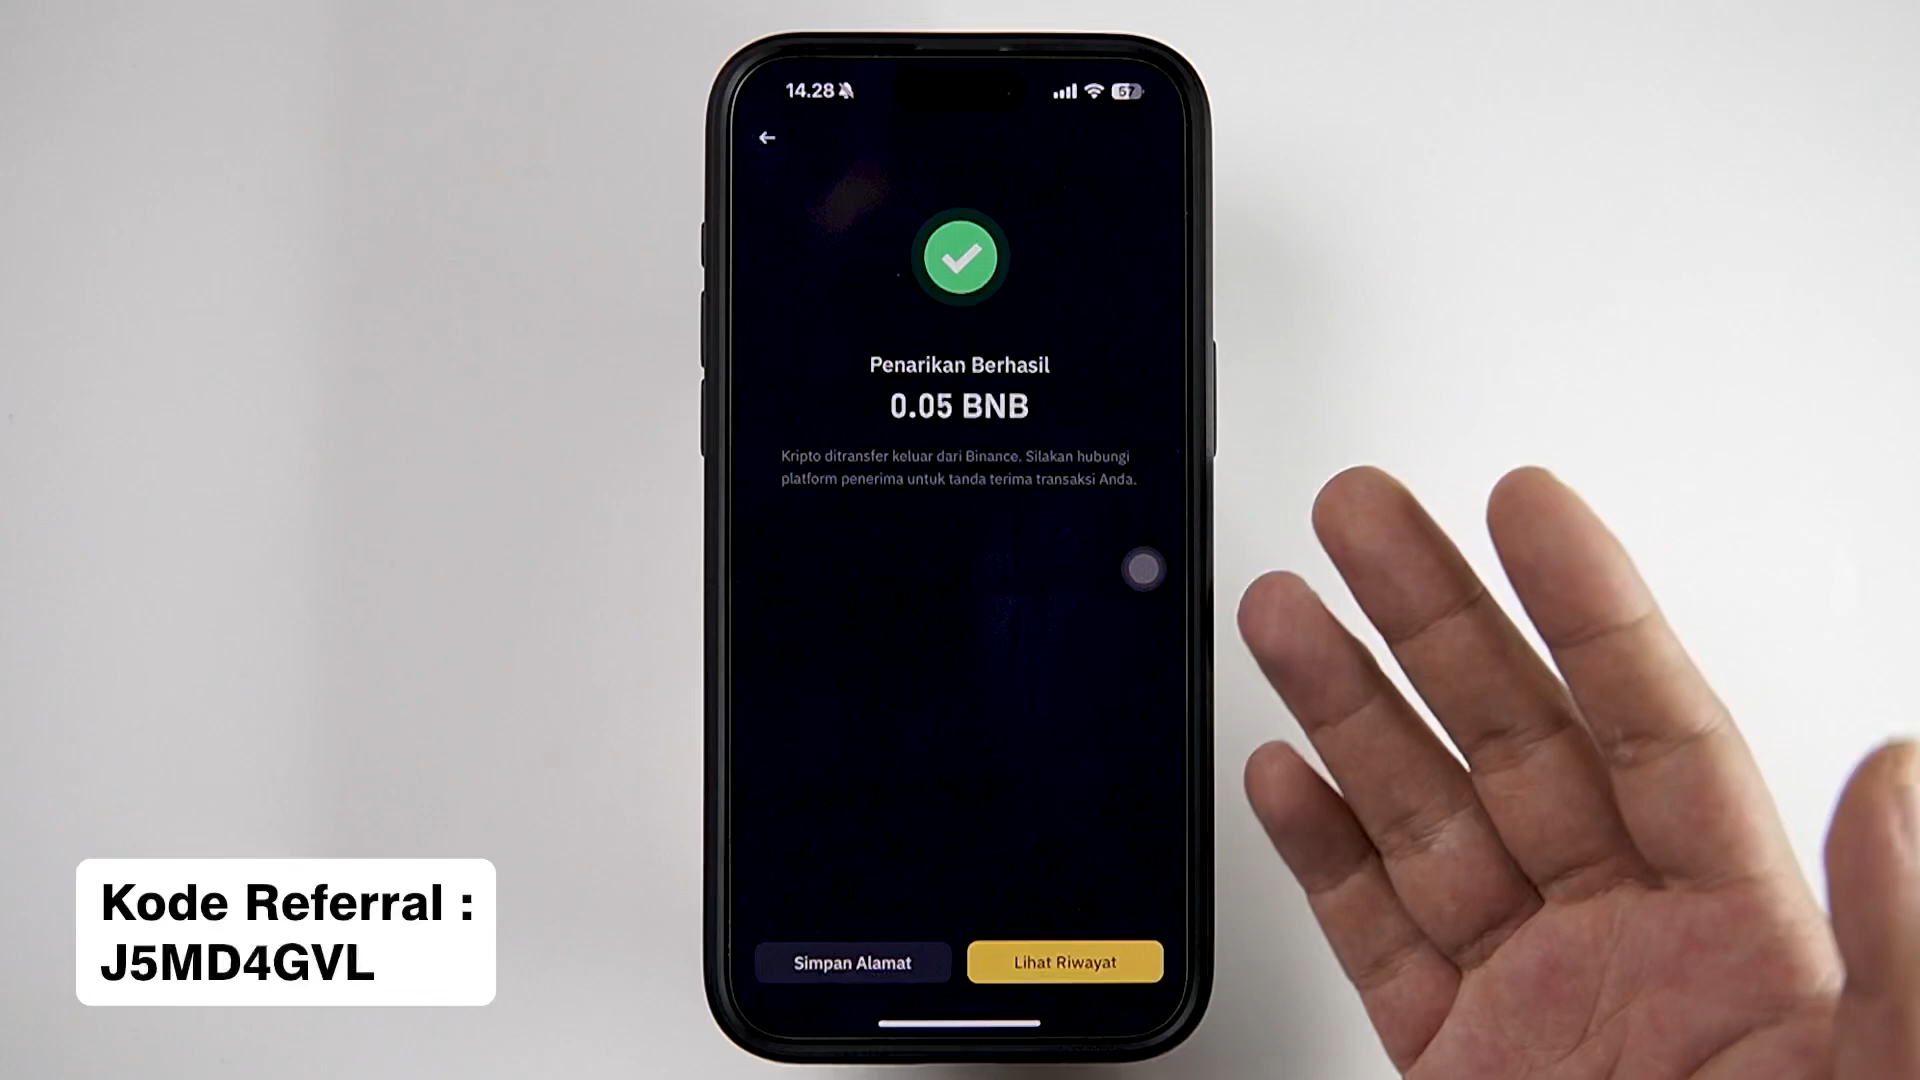 14.28
57
Penarikan Berhasil
0.05 BNB
Kripto ditransfer keluar dari Binance. Silakan hubungi
platform penerima untuk tanda terima transaksi Anda.
Simpan Alamat
Lihat Riwayat
Kode Referral :
J5MD4GVL